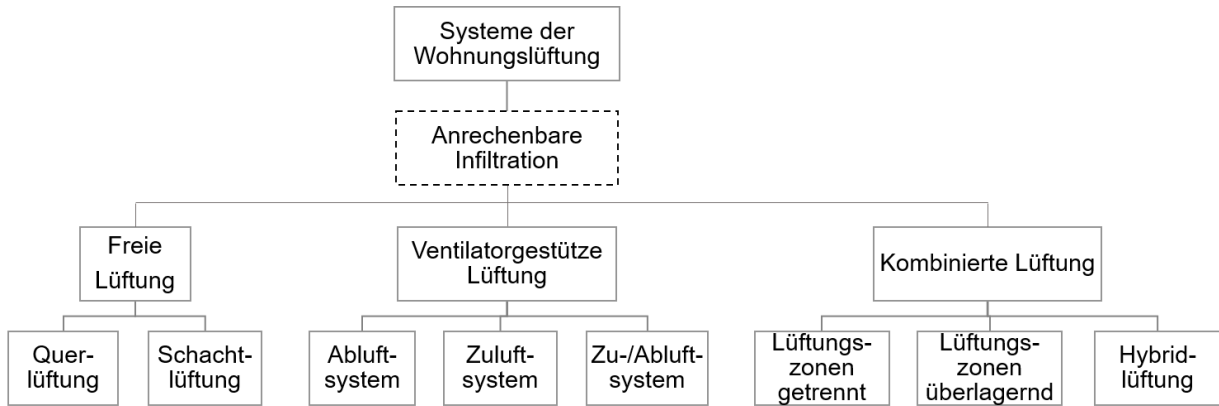 Systeme der
Wohnungslüftung
Anrechenbare
Infiltration
Freie
Lüftung
Ventilatorgestütze
Lüftung
Kombinierte Lüftung
Quer-
lüftung
Schacht-
lüftung
Abluft-
system
Zuluft-
system
Zu-/Abluft-
system
Lüftungs-
zonen
getrennt
Lüftungs-
zonen
überlagernd
Hybrid-
lüftung